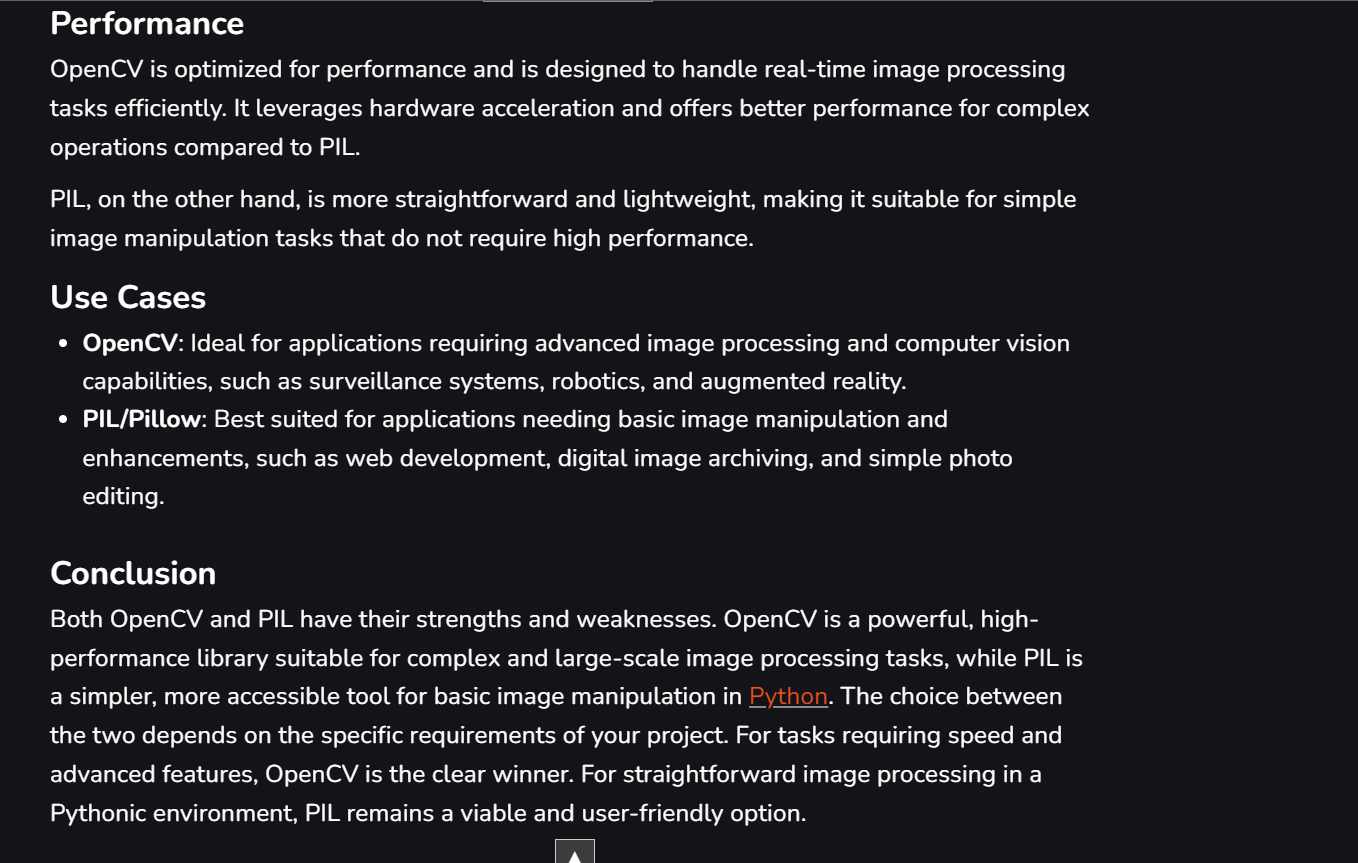 Performance
OpenCV is optimized for performance and is designed to handle real-time image processing
tasks efficiently. It leverages hardware acceleration and offers better performance for complex
operations compared to PIL.
PIL, on the other hand, is more straightforward and lightweight, making it suitable for simple
image manipulation tasks that do not require high performance.
Use Cases
• OpenCV: Ideal for applications requiring advanced image processing and computer vision
capabilities, such as surveillance systems, robotics, and augmented reality.
• PIL/Pillow: Best suited for applications needing basic image manipulation and
enhancements, such as web development, digital image archiving, and simple photo
editing.
Conclusion
Both OpenCV and PIL have their strengths and weaknesses. OpenCV is a powerful, high-
performance library suitable for complex and large-scale image processing tasks, while PIL is
a simpler, more accessible tool for basic image manipulation in Python. The choice between
the two depends on the specific requirements of your project. For tasks requiring speed and
advanced features, OpenCV is the clear winner. For straightforward image processing in a
Pythonic environment, PIL remains a viable and user-friendly option.